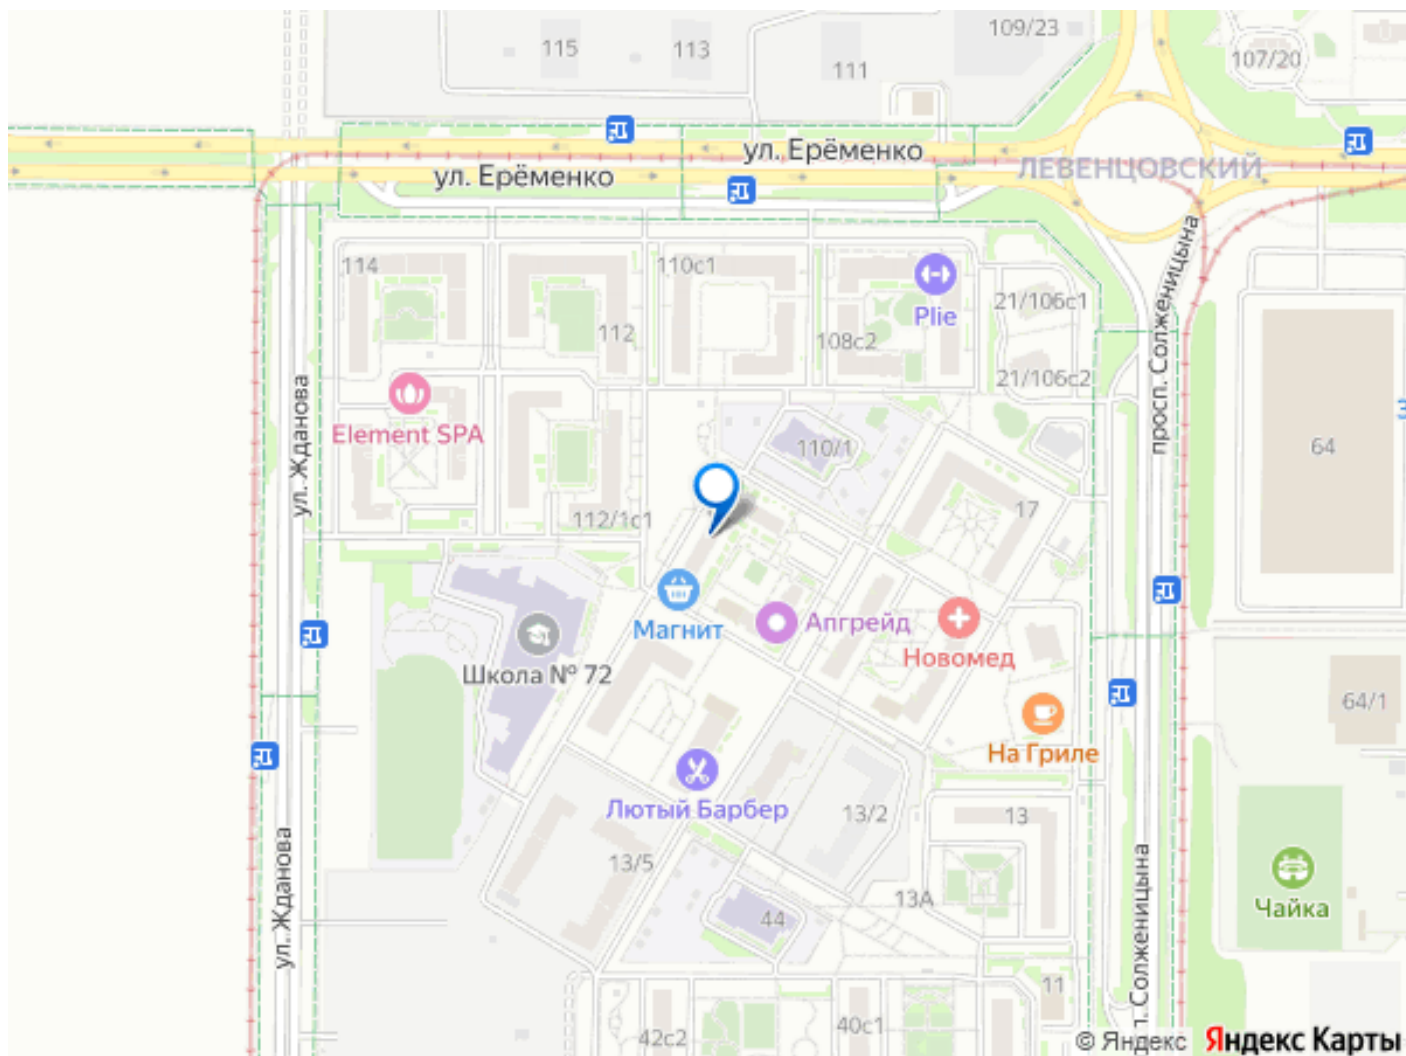 109/23
115
113
111
107/20
ул. Ерёменко
ул. Ерёменко
ЛЕВЕНЦОВСКИЙ
114
110с1
112
108с2
Plie
21/106с1
21/106с2
просп. Солженицына
ул. Жданова
Element SPA
110/1
64
112/1с1
17
Магнит
Апгрейд
Новомед
Школа № 72
64/1
На Гриле
Лютый Барбер
13/2
13
13/5
13А
44
Чайка
ул. Жданова
п. Солженицына
11
42с2
40с1
© Яндекс Яндекс Карты